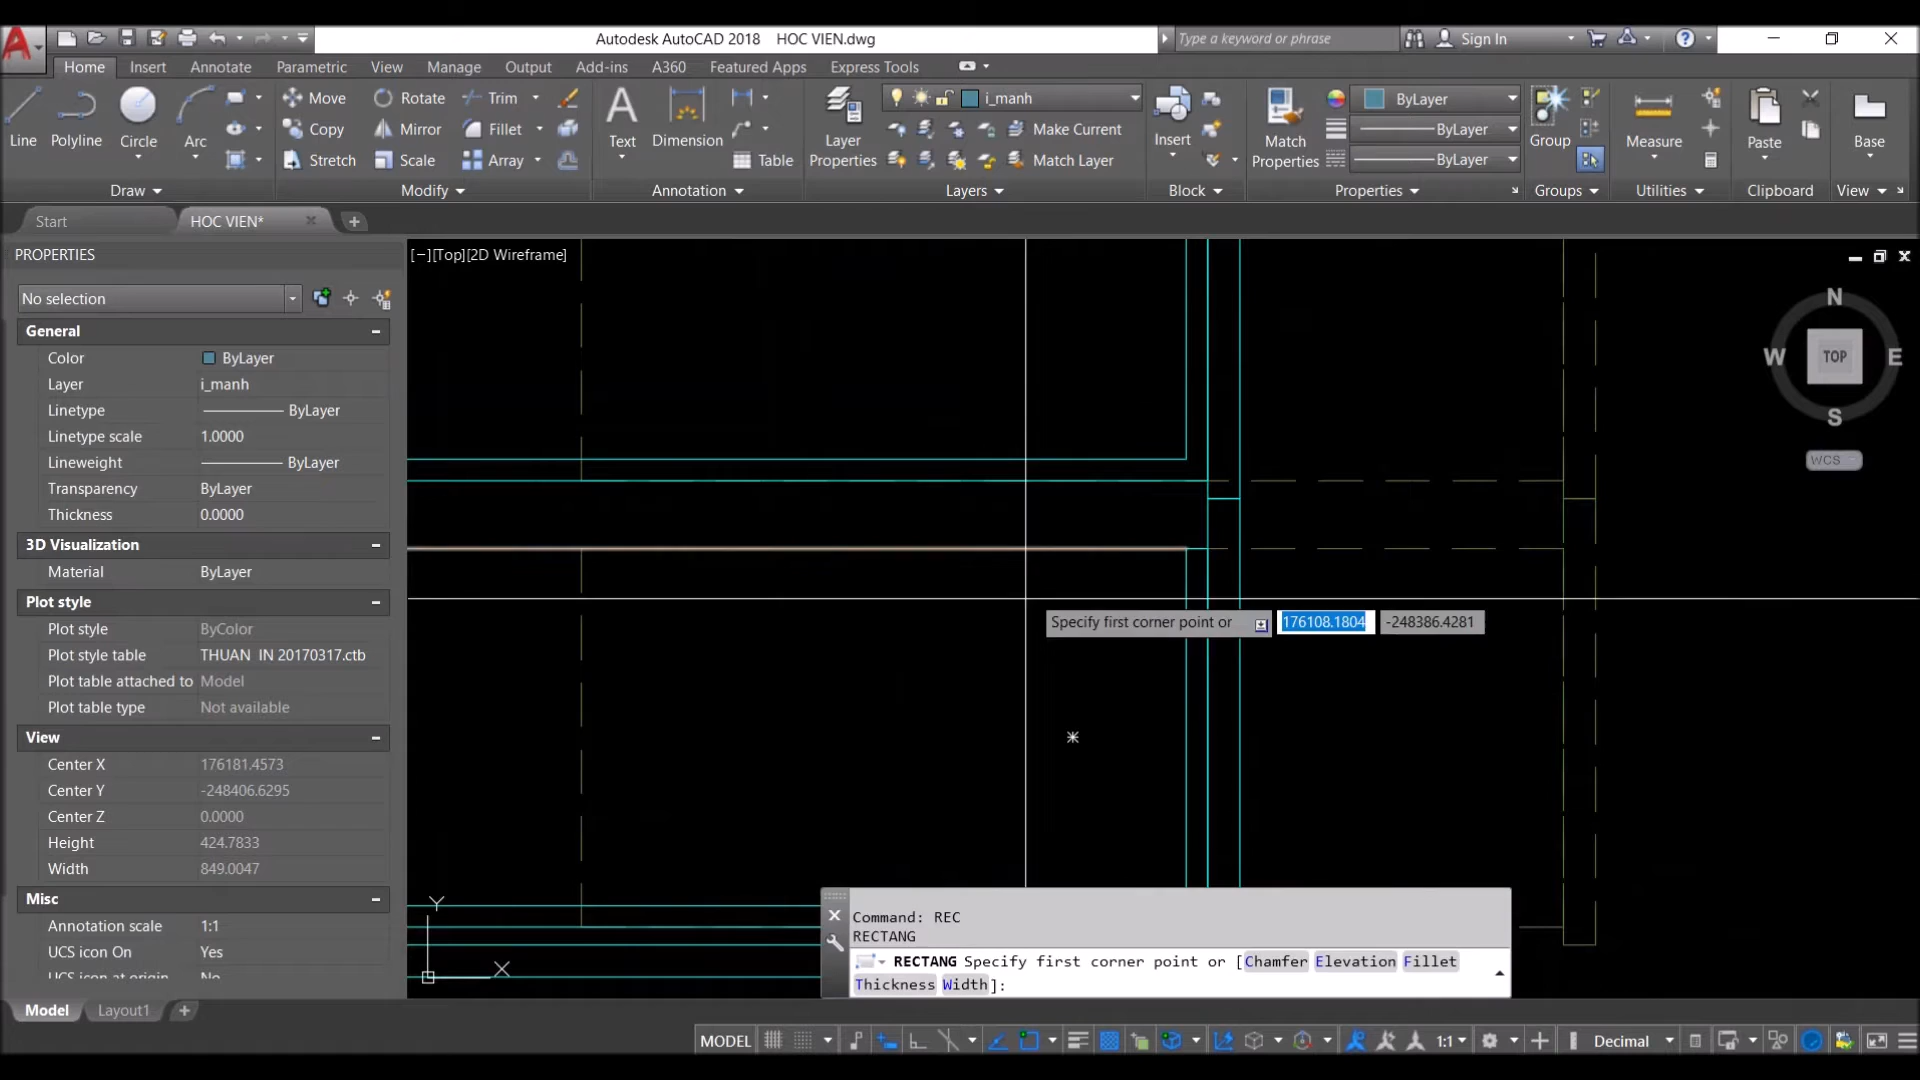 Autodesk AutoCAD 2018 HOC VIEN.dwg
Type a keyword or phrase
Sign In
Home Insert Annotate Parametric View Manage Output Add-ins A360 Featured Apps Express Tools
Line Polyline Circle Arc
Move Rotate Trim
Copy Mirror Fillet
Stretch Scale Array
Text Dimension Table
Layer Properties
i_manh
Make Current
Match Layer
Insert
Match Properties
ByLayer
ByLayer
ByLayer
Group Measure Paste Base
Draw Modify Annotation Layers Block Properties Groups Utilities Clipboard View
Start HOC VIEN*
PROPERTIES
No selection
General
Color ByLayer
Layer i_manh
Linetype ByLayer
Linetype scale 1.0000
Lineweight ByLayer
Transparency ByLayer
Thickness 0.0000
3D Visualization
Material ByLayer
Plot style
Plot style ByColor
Plot style table THUAN IN 20170317.ctb
Plot table attached to Model
Plot table type Not available
View
Center X 176181.4573
Center Y -248406.6295
Center Z 0.0000
Height 424.7833
Width 849.0047
Misc
Annotation scale 1:1
UCS icon On Yes
UCS icon at origin No
[−][Top][2D Wireframe]
N
W TOP E
S
WCS
Specify first corner point or 176108.1804 -248386.4281
Y
X
Command: REC
RECTANG
RECTANG Specify first corner point or [Chamfer Elevation Fillet
Thickness Width]:
Model Layout1
MODEL 1:1 Decimal